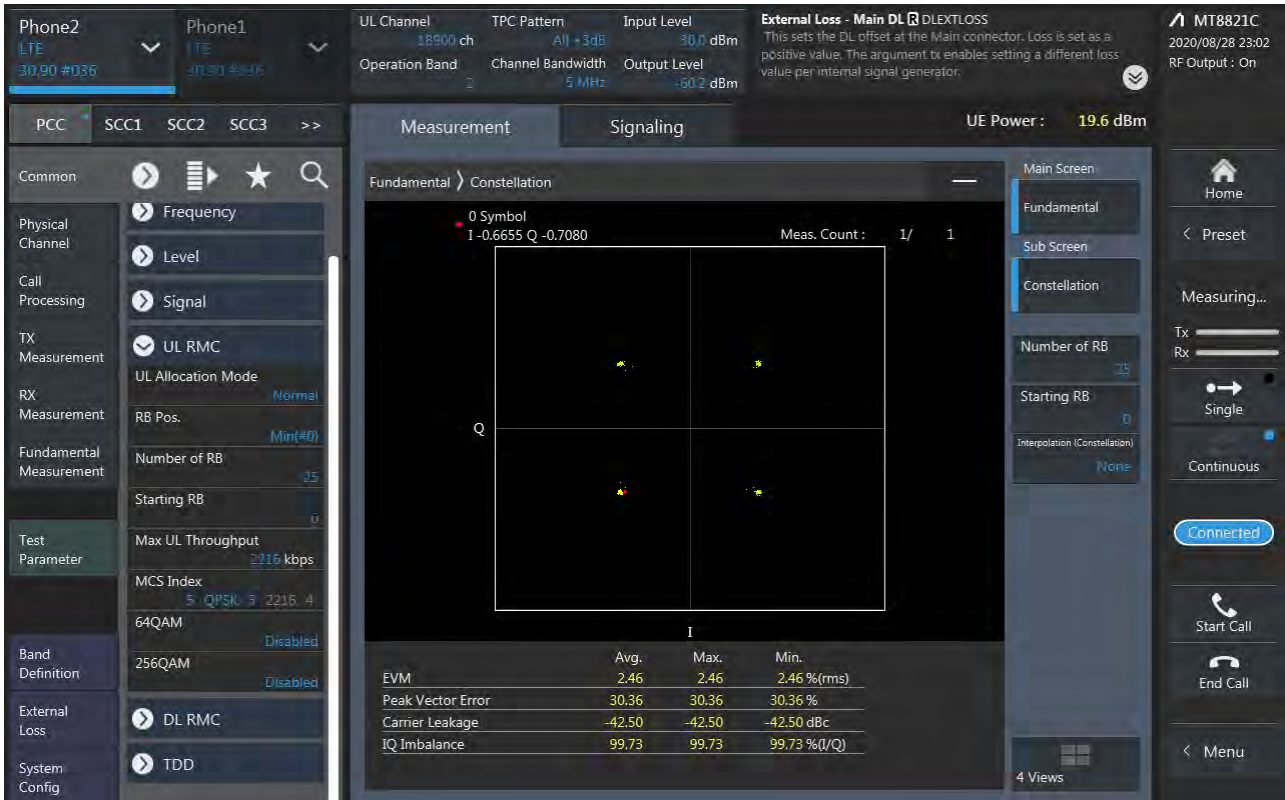 Phone2
LTE
30.90 #036
Phone1
LTE
UL Channel
18900 ch
Operation Band
2
TPC Pattern
All +3dB
Channel Bandwidth
5 MHz
Input Level
30.0 dBm
Output Level
-60.2 dBm
External Loss - Main DL R DLEXTLOSS
This sets the DL offset at the Main connector. Loss is set as a
positive value. The argument tx enables setting a different loss
value per internal signal generator.
MT8821C
2020/08/28 23:02
RF Output : On
PCC SCC1 SCC2 SCC3 >>
Measurement Signaling
UE Power : 19.6 dBm
Common
Physical
Channel
Call
Processing
TX
Measurement
RX
Measurement
Fundamental
Measurement
Test
Parameter
Band
Definition
External
Loss
System
Config
Frequency
Level
Signal
UL RMC
UL Allocation Mode
Normal
RB Pos.
Min(#0)
Number of RB
25
Starting RB
0
Max UL Throughput
2216 kbps
MCS Index
5 QPSK 5 2216 4
64QAM
Disabled
256QAM
Disabled
DL RMC
TDD
Fundamental > Constellation
0 Symbol
I -0.6655 Q -0.7080
Meas. Count : 1/ 1
Q
I
Avg. Max. Min.
EVM 2.46 2.46 2.46 %(rms)
Peak Vector Error 30.36 30.36 30.36 %
Carrier Leakage -42.50 -42.50 -42.50 dBc
IQ Imbalance 99.73 99.73 99.73 %(I/Q)
Main Screen
Fundamental
Sub Screen
Constellation
Number of RB
25
Starting RB
0
Interpolation (Constellation)
None
4 Views
Home
< Preset
Measuring...
Tx
Rx
Single
Continuous
Connected
Start Call
End Call
< Menu